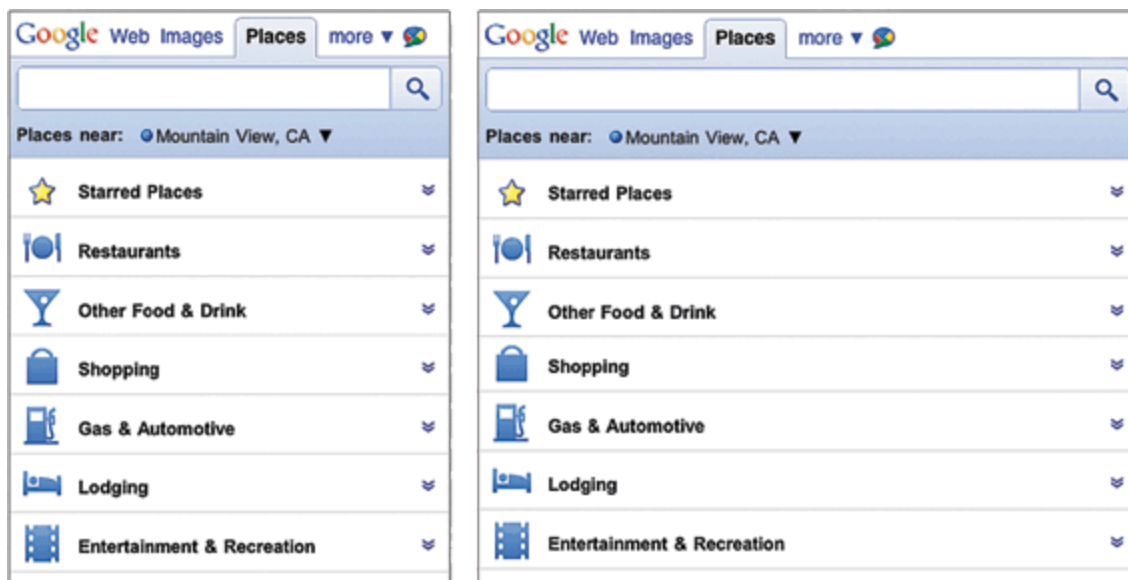 Google Web Images Places more ▼
Places near: Mountain View, CA ▼
Starred Places
Restaurants
Other Food & Drink
Shopping
Gas & Automotive
Lodging
Entertainment & Recreation
Google Web Images Places more ▼
Places near: Mountain View, CA ▼
Starred Places
Restaurants
Other Food & Drink
Shopping
Gas & Automotive
Lodging
Entertainment & Recreation